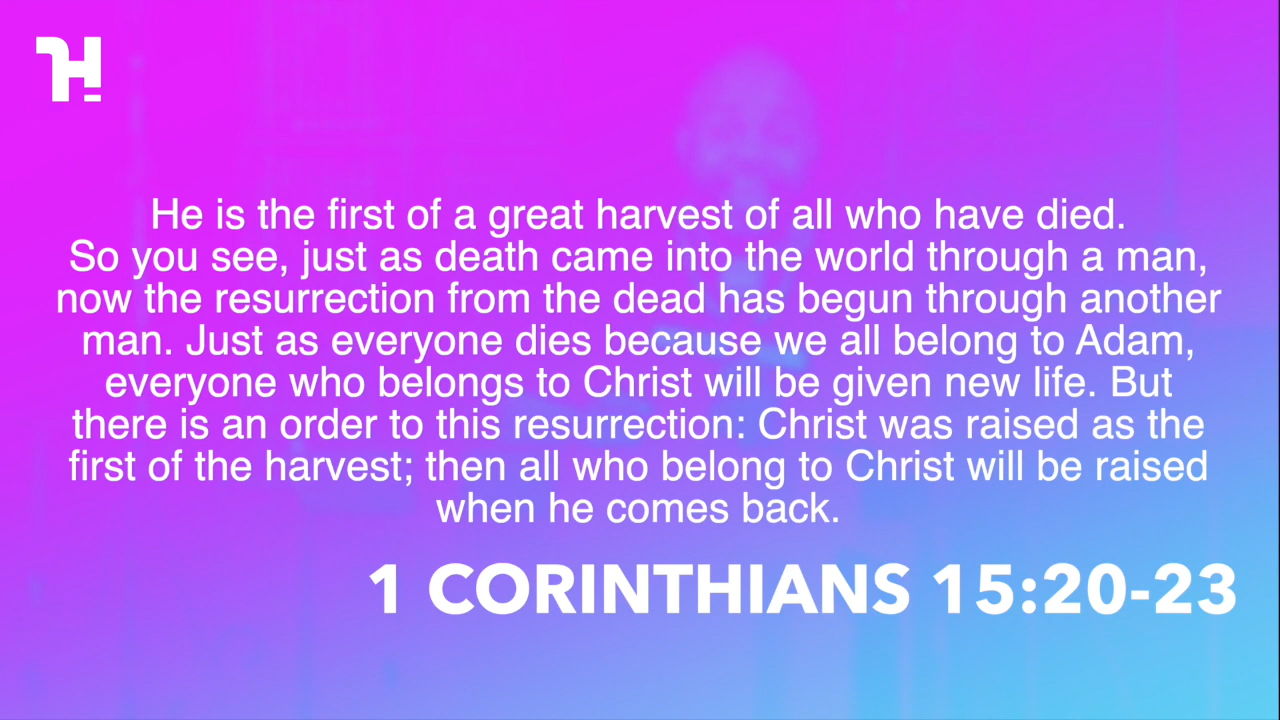 H
He is the first of a great harvest of all who have died.
So you see, just as death came into the world through a man,
now the resurrection from the dead has begun through another
man. Just as everyone dies because we all belong to Adam,
everyone who belongs to Christ will be given new life. But
there is an order to this resurrection: Christ was raised as the
first of the harvest; then all who belong to Christ will be raised
when he comes back.
1 CORINTHIANS 15:20-23